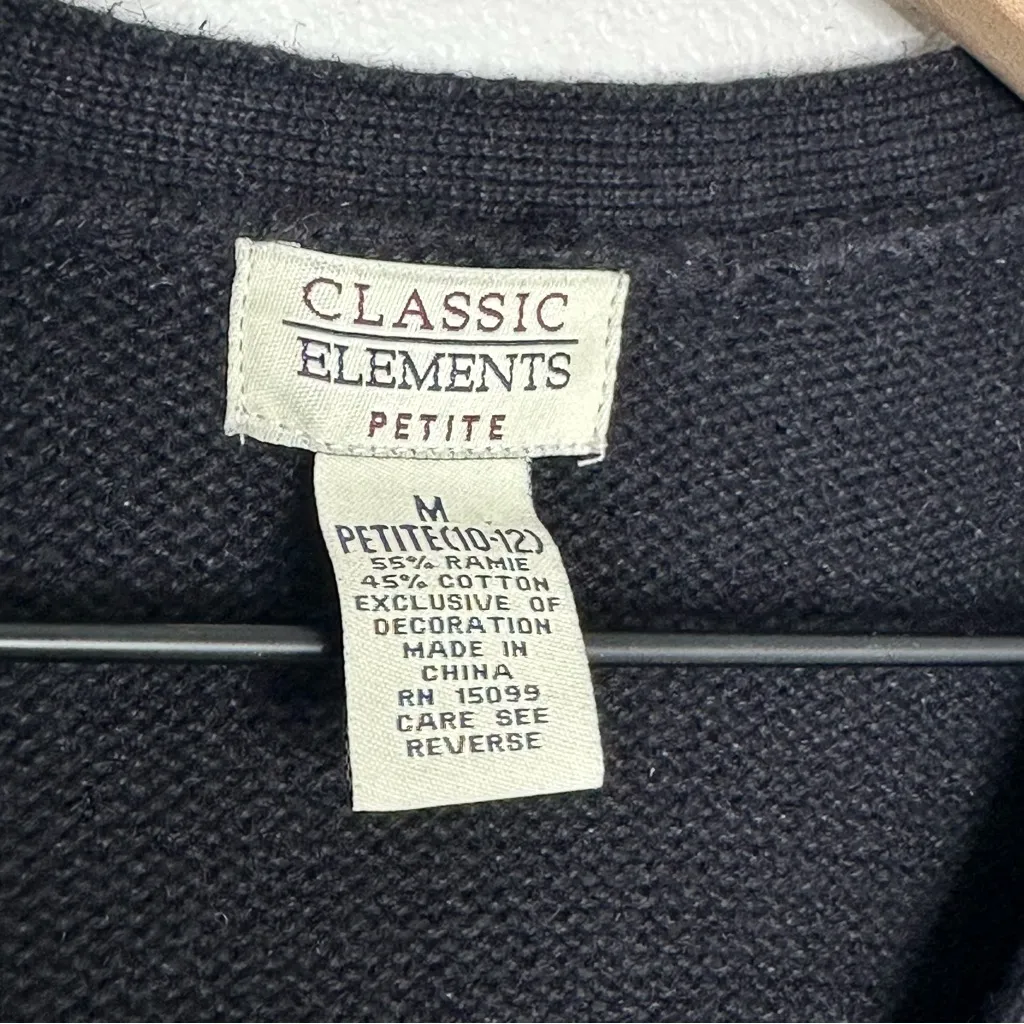 CLASSIC
ELEMENTS
PETITE
M
PETITE(10-12)
55% RAMIE
45% COTTON
EXCLUSIVE OF
DECORATION
MADE IN
CHINA
RN 15099
CARE SEE
REVERSE